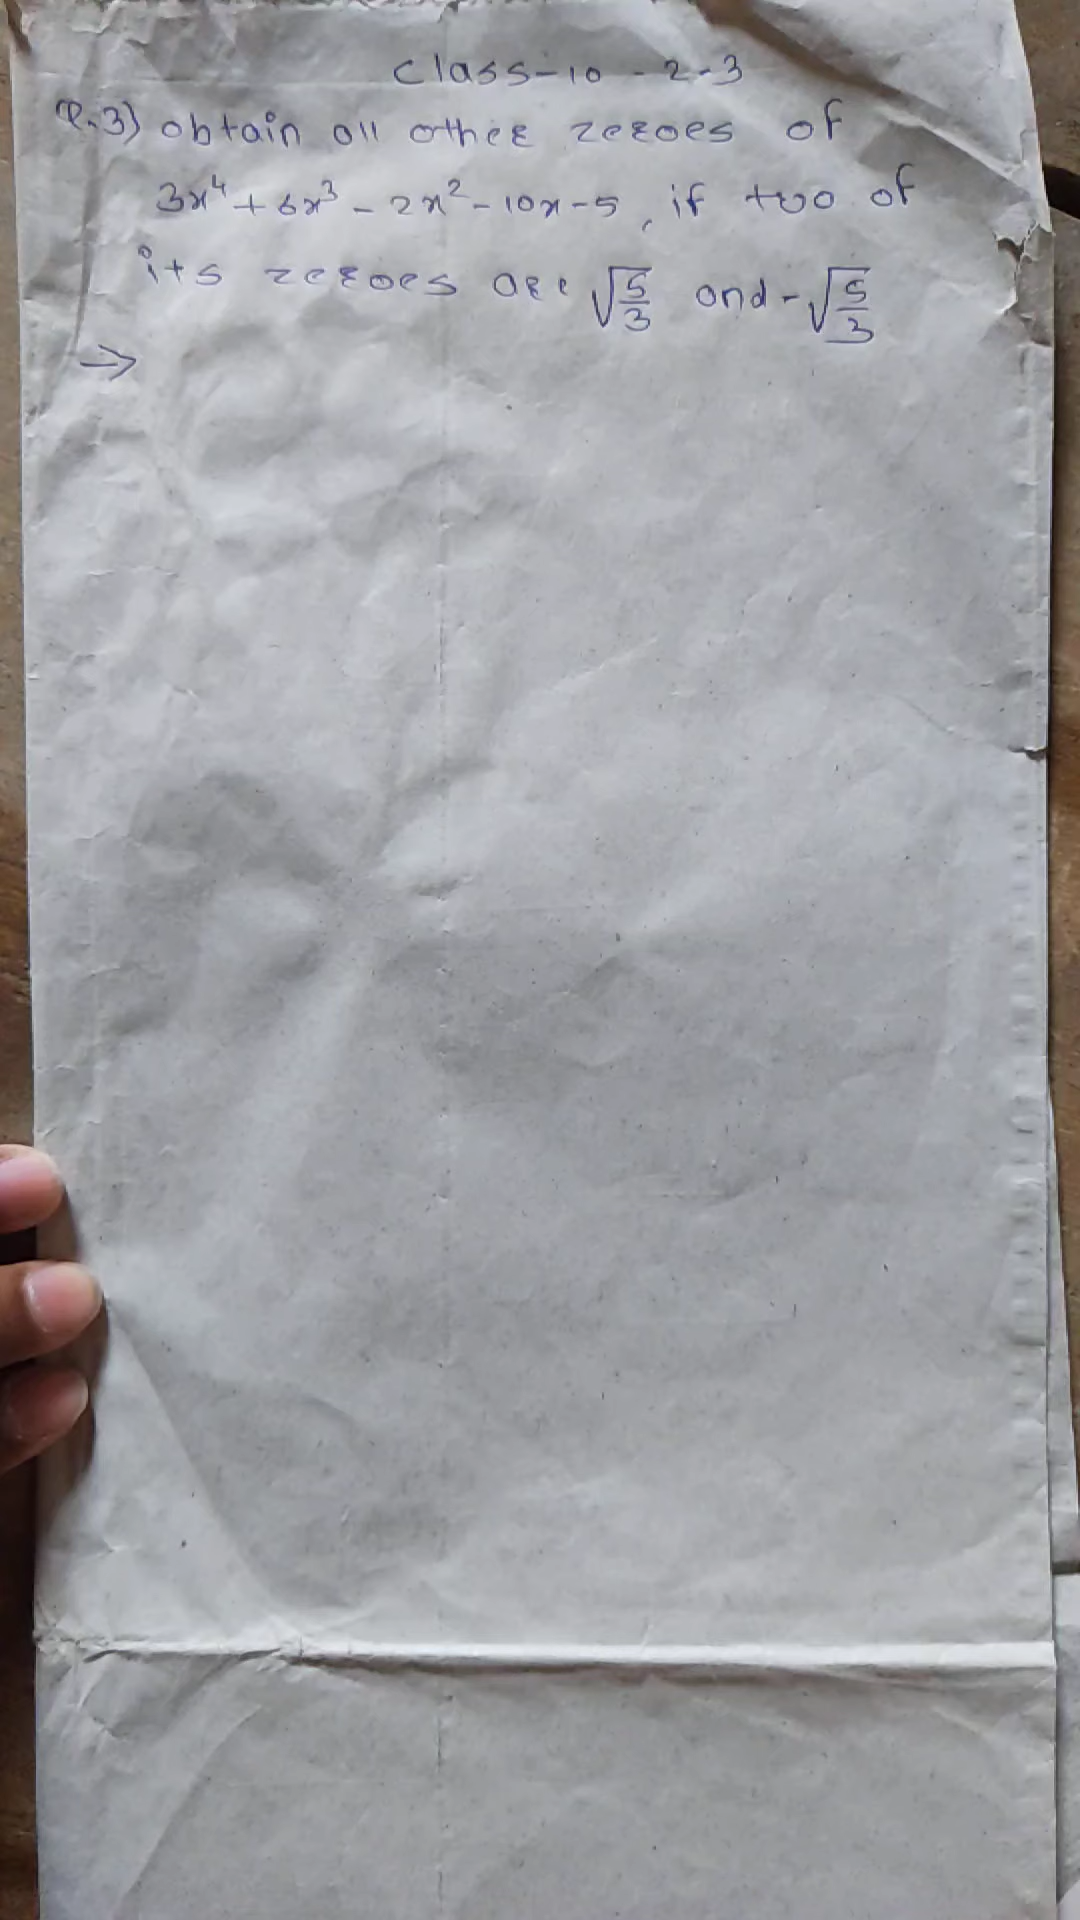 Class-10 - 2-3
Q.3) obtain all other zeroes of
3x⁴ + 6x³ - 2x² - 10x - 5, if two of
its zeroes are √5/3 and -√5/3
→